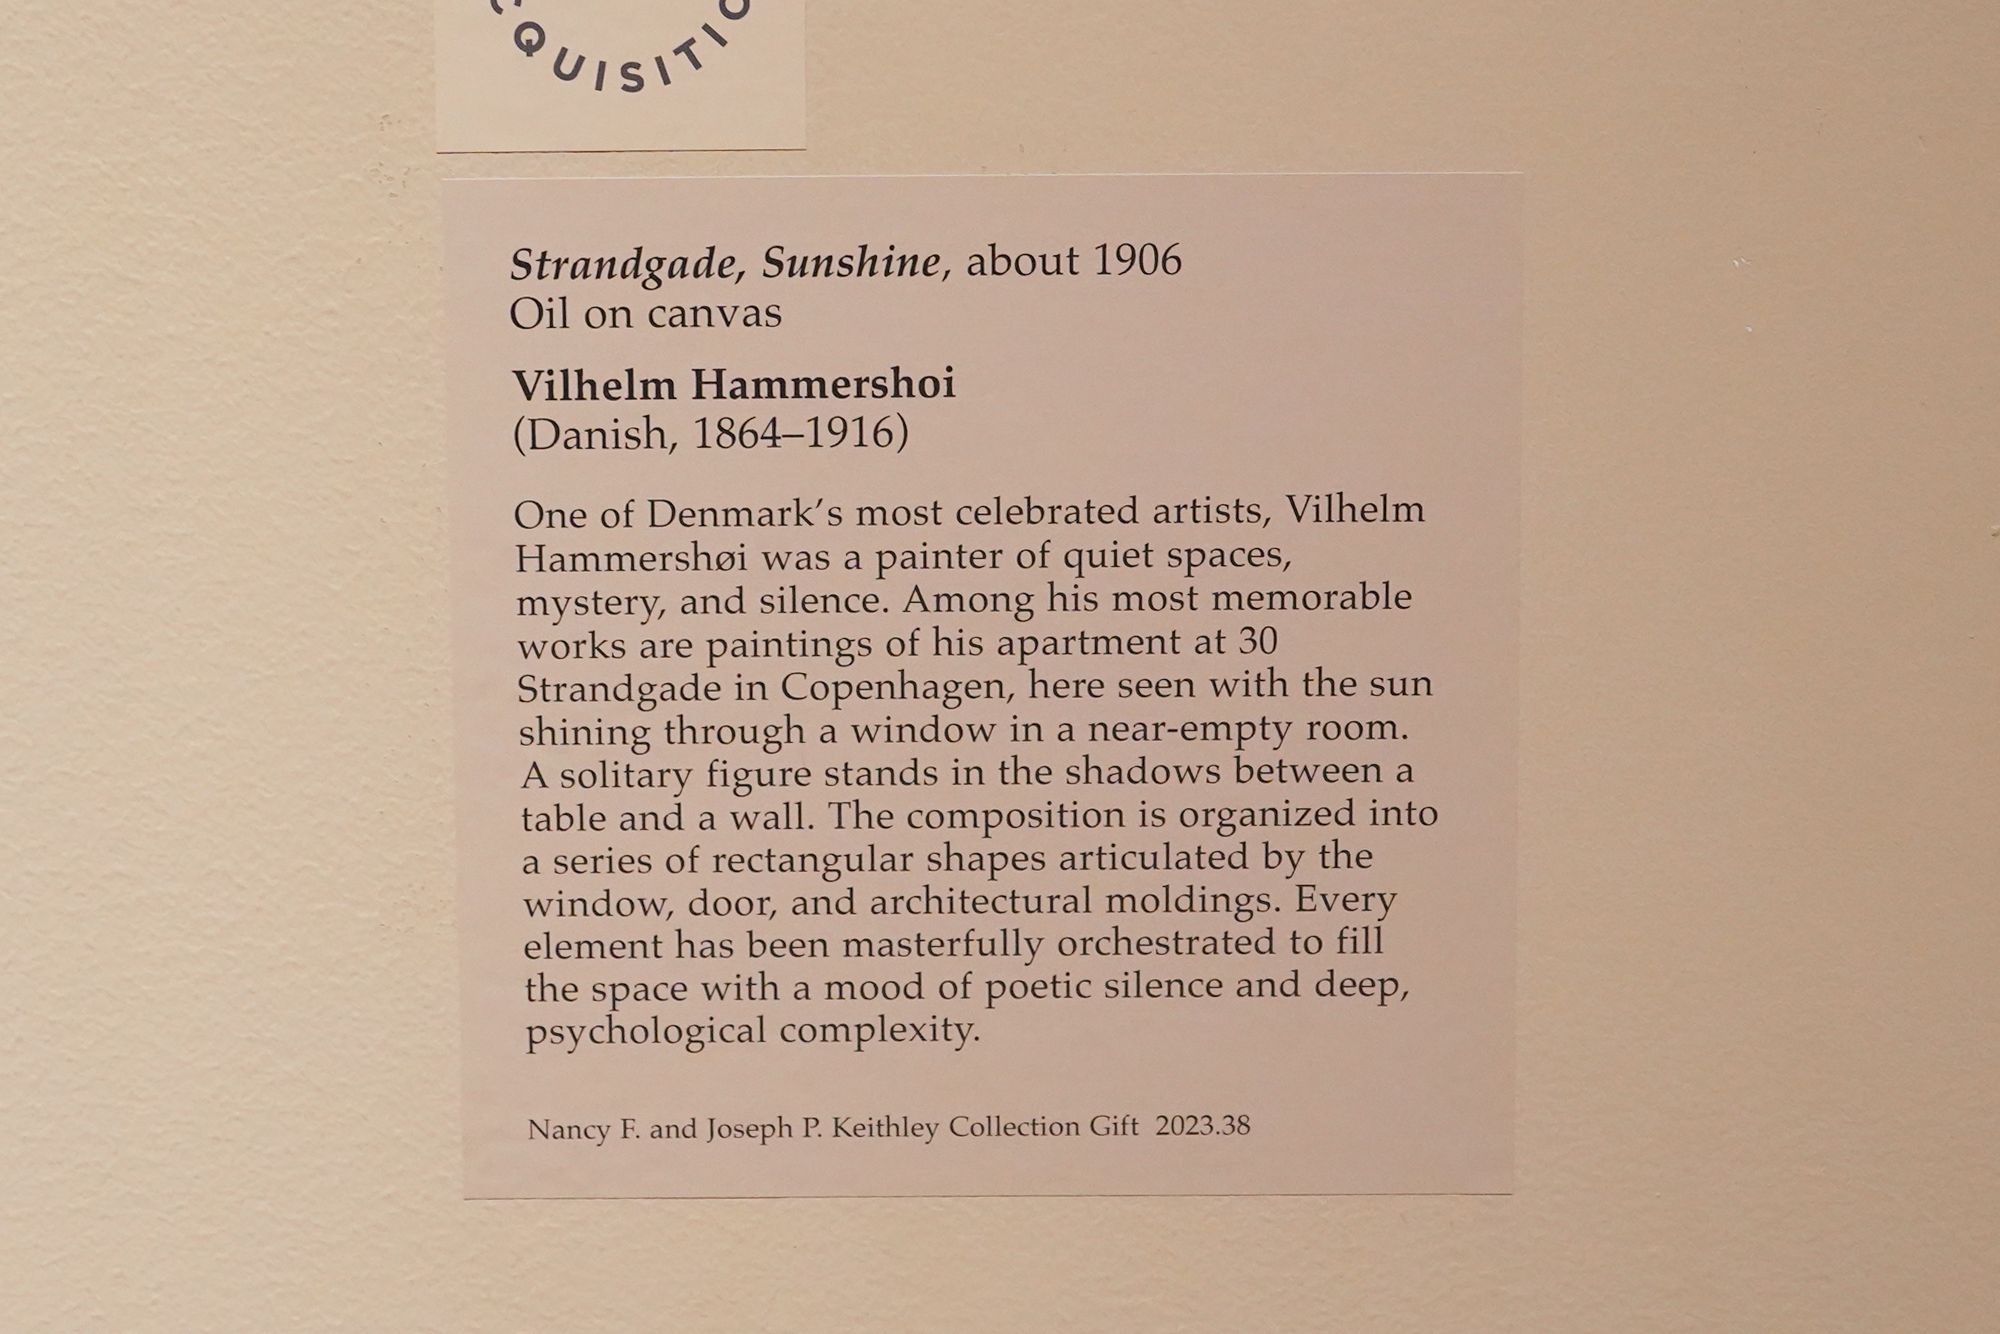 QUISITIO
Strandgade, Sunshine, about 1906
Oil on canvas
Vilhelm Hammershoi
(Danish, 1864–1916)
One of Denmark’s most celebrated artists, Vilhelm
Hammershøi was a painter of quiet spaces,
mystery, and silence. Among his most memorable
works are paintings of his apartment at 30
Strandgade in Copenhagen, here seen with the sun
shining through a window in a near-empty room.
A solitary figure stands in the shadows between a
table and a wall. The composition is organized into
a series of rectangular shapes articulated by the
window, door, and architectural moldings. Every
element has been masterfully orchestrated to fill
the space with a mood of poetic silence and deep,
psychological complexity.
Nancy F. and Joseph P. Keithley Collection Gift 2023.38